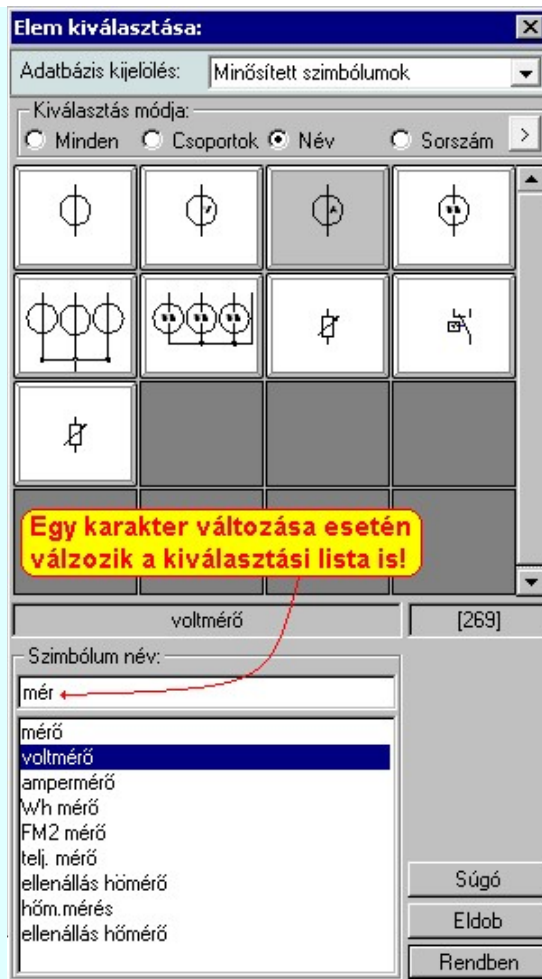 Elem kiválasztása:
Adatbázis kijelölés: Minősített szimbólumok
Kiválasztás módja:
Minden Csoportok Név Sorszám >
V A
Egy karakter változása esetén
válzozik a kiválasztási lista is!
voltmérő [269]
Szimbólum név:
mér
mérő
voltmérő
ampermérő
Wh mérő
FM2 mérő
telj. mérő
ellenállás hömérő
hőm.mérés
ellenállás hőmérő
Súgó
Eldob
Rendben